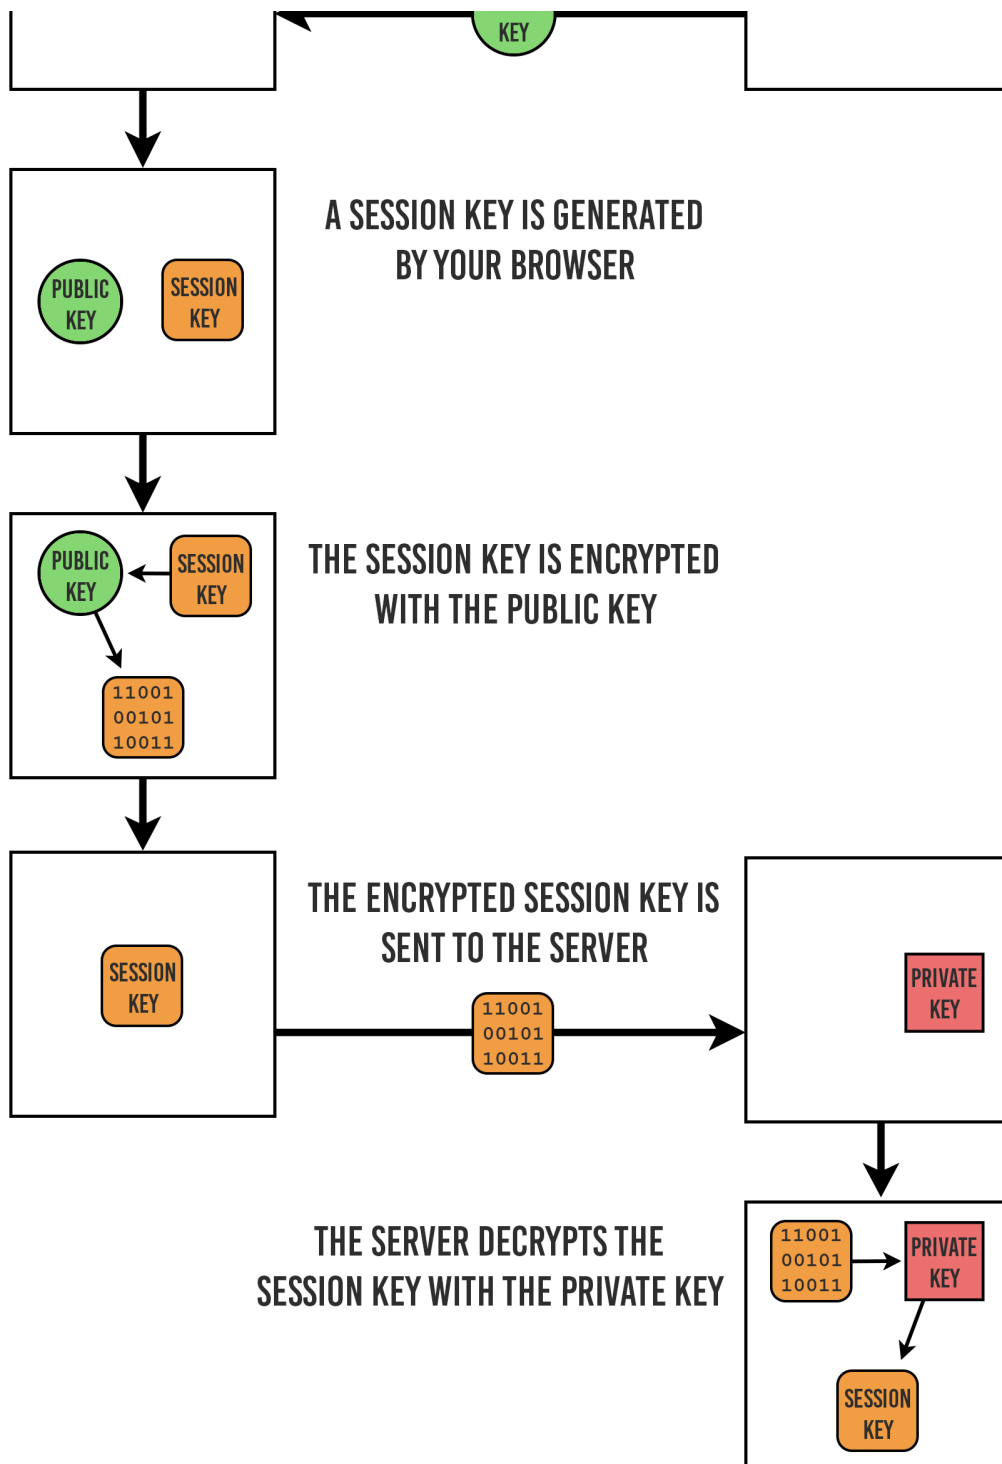 KEY
A SESSION KEY IS GENERATED
BY YOUR BROWSER
PUBLIC
KEY
SESSION
KEY
THE SESSION KEY IS ENCRYPTED
WITH THE PUBLIC KEY
PUBLIC
KEY
SESSION
KEY
11001
00101
10011
THE ENCRYPTED SESSION KEY IS
SENT TO THE SERVER
SESSION
KEY
11001
00101
10011
PRIVATE
KEY
THE SERVER DECRYPTS THE
SESSION KEY WITH THE PRIVATE KEY
11001
00101
10011
PRIVATE
KEY
SESSION
KEY